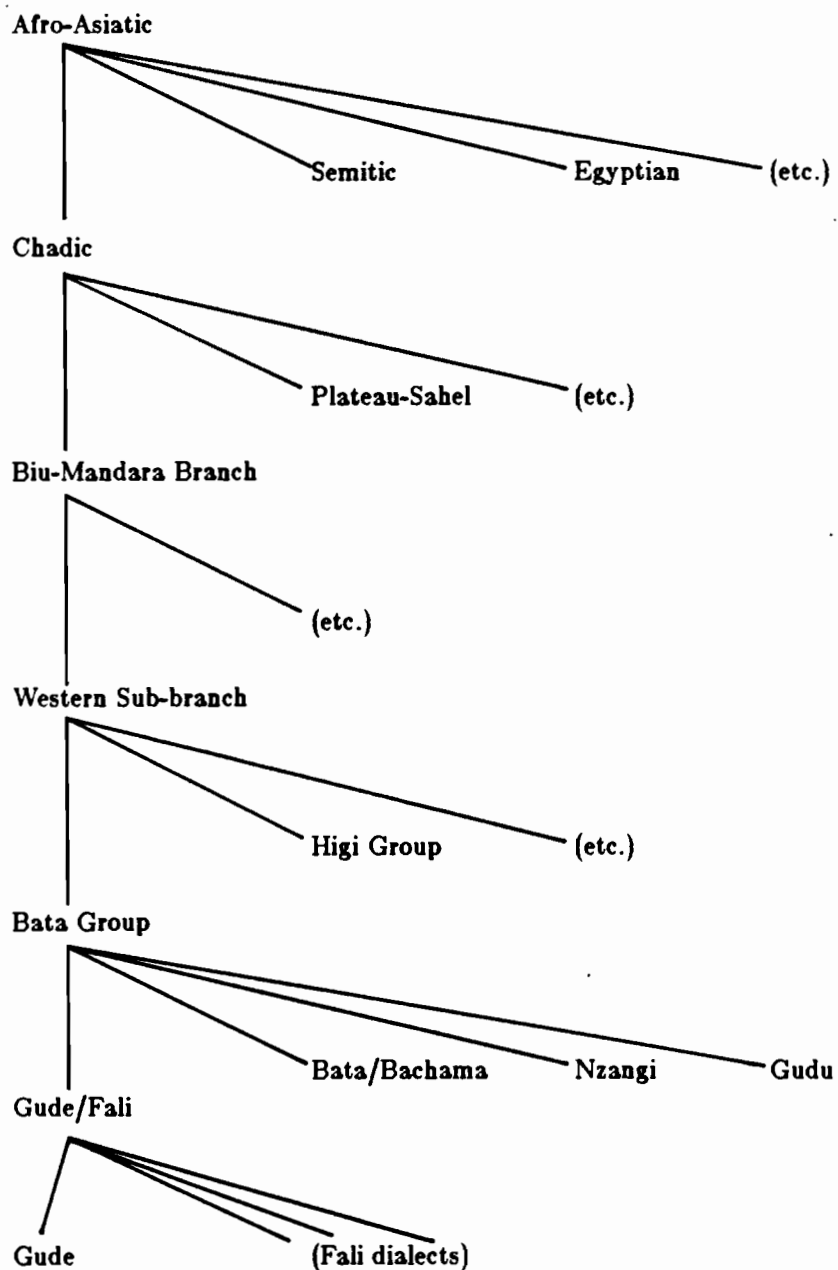 Afro-Asiatic
Semitic Egyptian (etc.)
Chadic
Plateau-Sahel (etc.)
Biu-Mandara Branch
(etc.)
Western Sub-branch
Higi Group (etc.)
Bata Group
Bata/Bachama Nzangi Gudu
Gude/Fali
Gude (Fali dialects)